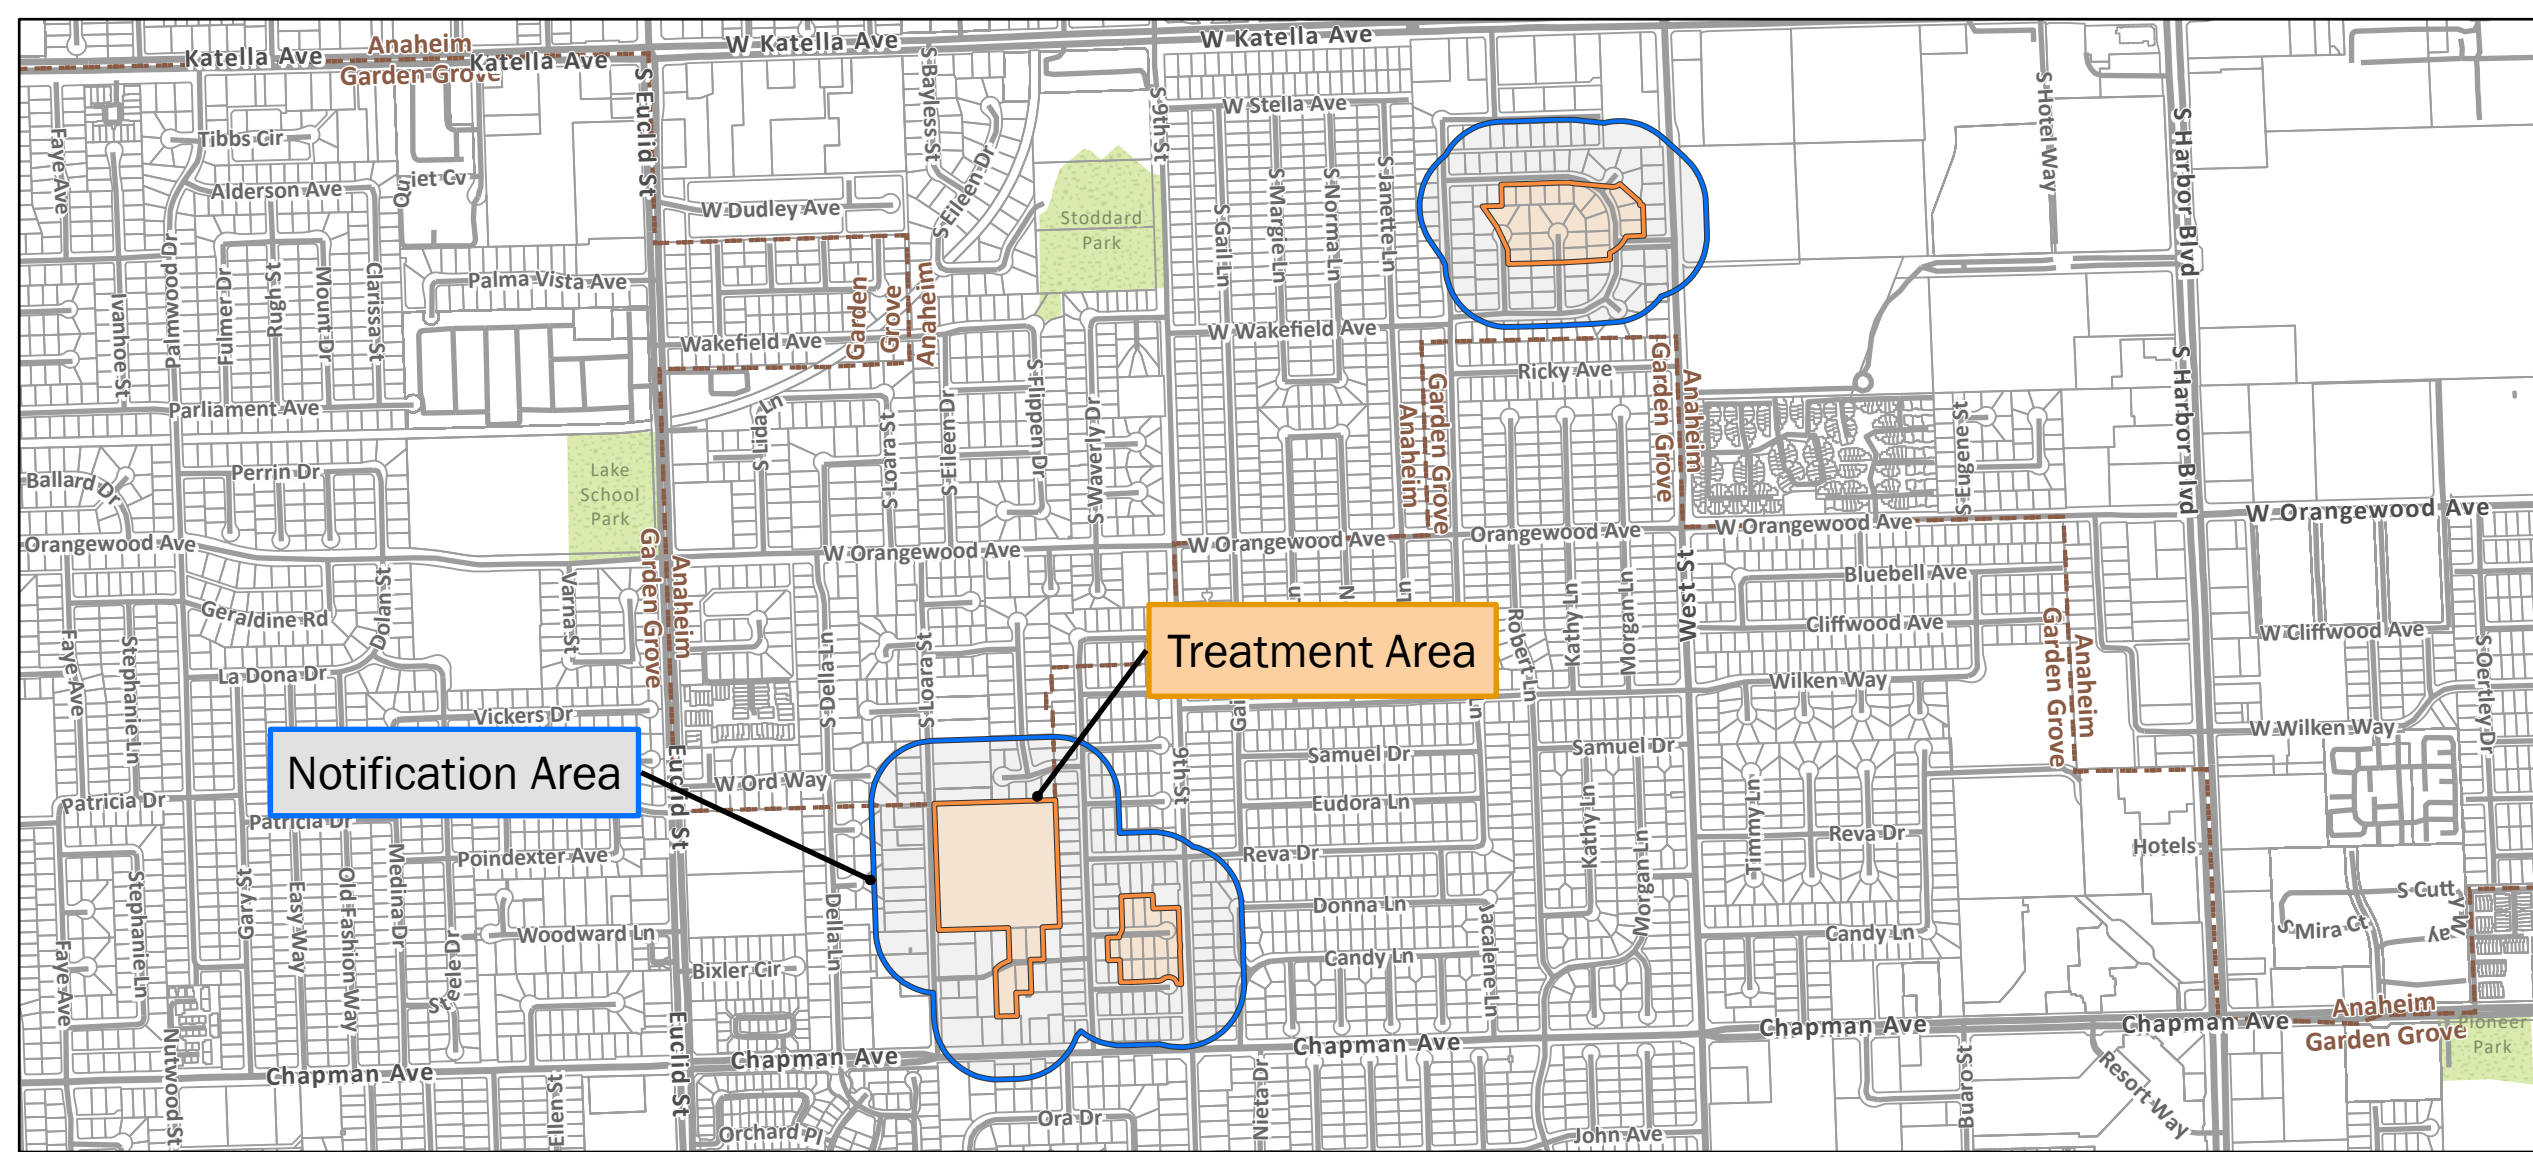 Katella Ave
Anaheim
Garden Grove
Katella Ave
W Katella Ave
W Katella Ave
S Euclid St
S Bayless St
S 9th St
W Stella Ave
S Hotel Way
S Harbor Blvd
Faye Ave
Tibbs Cir
Alderson Ave
Quiet Cv
W Dudley Ave
S Eileen Dr
Stoddard
Park
S Gail Ln
S Margie Ln
S Norma Ln
S Janette Ln
Ivanhoe St
Palmwood Dr
Fulmer Dr
Rugh St
Mount Dr
Clarissa St
Palma Vista Ave
Garden
Grove
Anaheim
Wakefield Ave
W Wakefield Ave
Ricky Ave
Garden Grove
Anaheim
Anaheim
Garden Grove
Parliament Ave
S Lida Ln
S Loara St
S Eileen Dr
S Flippen Dr
S Waverly Dr
S Eugene St
S Harbor Blvd
Ballard Dr
Perrin Dr
Lake
School
Park
Orangewood Ave
W Orangewood Ave
W Orangewood Ave
Orangewood Ave
W Orangewood Ave
W Orangewood Ave
Garden Grove
Anaheim
Varna St
Dolan St
Geraldine Rd
Faye Ave
Stephanie Ln
La Dona Dr
Vickers Dr
S Della Ln
S Loara St
Ln
N
Ln
Robert Ln
Kathy Ln
Morgan Ln
West St
Bluebell Ave
Cliffwood Ave
Wilken Way
Garden Grove
Anaheim
W Cliffwood Ave
S Oertley Dr
W Wilken Way
Treatment Area
Notification Area
Euclid St
W Ord Way
9th St
Gai
Ln
Samuel Dr
Samuel Dr
Eudora Ln
Patricia Dr
Patricia Dr
Poindexter Ave
Reva Dr
Reva Dr
Kathy Ln
Morgan Ln
Timmy Ln
Hotels
Stephanie Ln
Gary St
Easy Way
Old Fashion Way
Medina Dr
Steele Dr
Woodward Ln
Bixler Cir
Della Ln
Donna Ln
Candy Ln
Jacalene Ln
Candy Ln
S Cutty Way
S Mira Ct
Faye Ave
Nutwood St
Chapman Ave
Chapman Ave
Chapman Ave
Chapman Ave
Chapman Ave
Anaheim
Garden Grove
Pioneer
Park
Ellen St
Euclid St
Orchard Pl
Ora Dr
Nieta Dr
John Ave
Buaro St
Resort Way